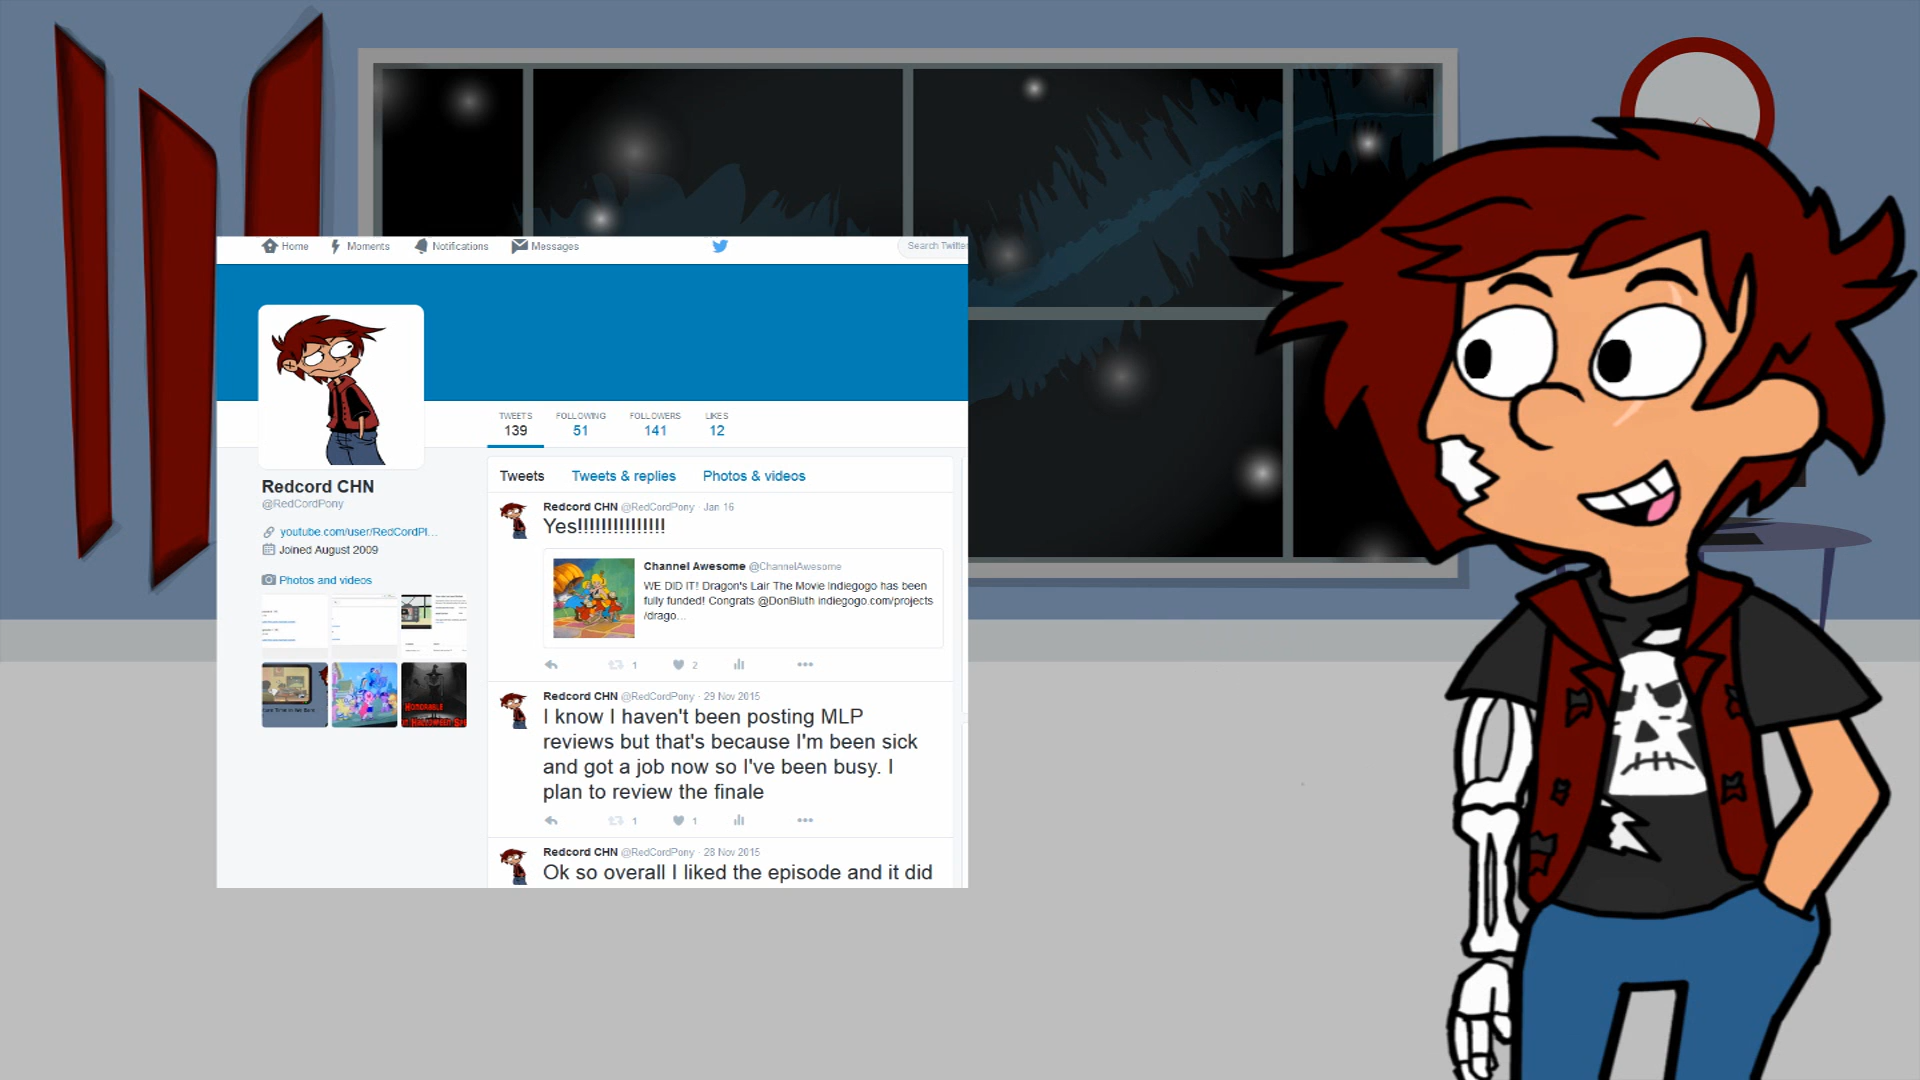 Home Moments Notifications Messages Search Twitter
TWEETS FOLLOWING FOLLOWERS LIKES
139 51 141 12
Tweets Tweets & replies Photos & videos
Redcord CHN
@RedCordPony
youtube.com/user/RedCordPl...
Joined August 2009
Photos and videos
HONORABLE
Redcord CHN @RedCordPony · Jan 16
Yes!!!!!!!!!!!!!!!
Channel Awesome @ChannelAwesome
WE DID IT! Dragon's Lair The Movie Indiegogo has been
fully funded! Congrats @DonBluth indiegogo.com/projects
/drago...
1 2
Redcord CHN @RedCordPony · 29 Nov 2015
I know I haven't been posting MLP
reviews but that's because I'm been sick
and got a job now so I've been busy. I
plan to review the finale
1 1
Redcord CHN @RedCordPony · 28 Nov 2015
Ok so overall I liked the episode and it did